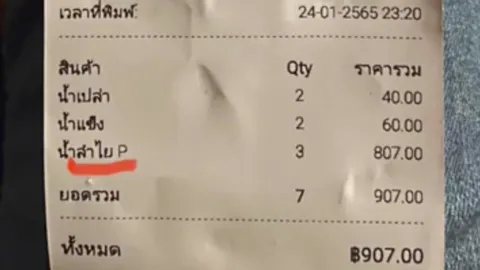 เวลาที่พิมพ์: 24-01-2565 23:20
สินค้า Qty ราคารวม
น้ำเปล่า 2 40.00
น้ำแข็ง 2 60.00
น้ำลำไย P 3 807.00
ยอดรวม 7 907.00
ทั้งหมด ฿907.00